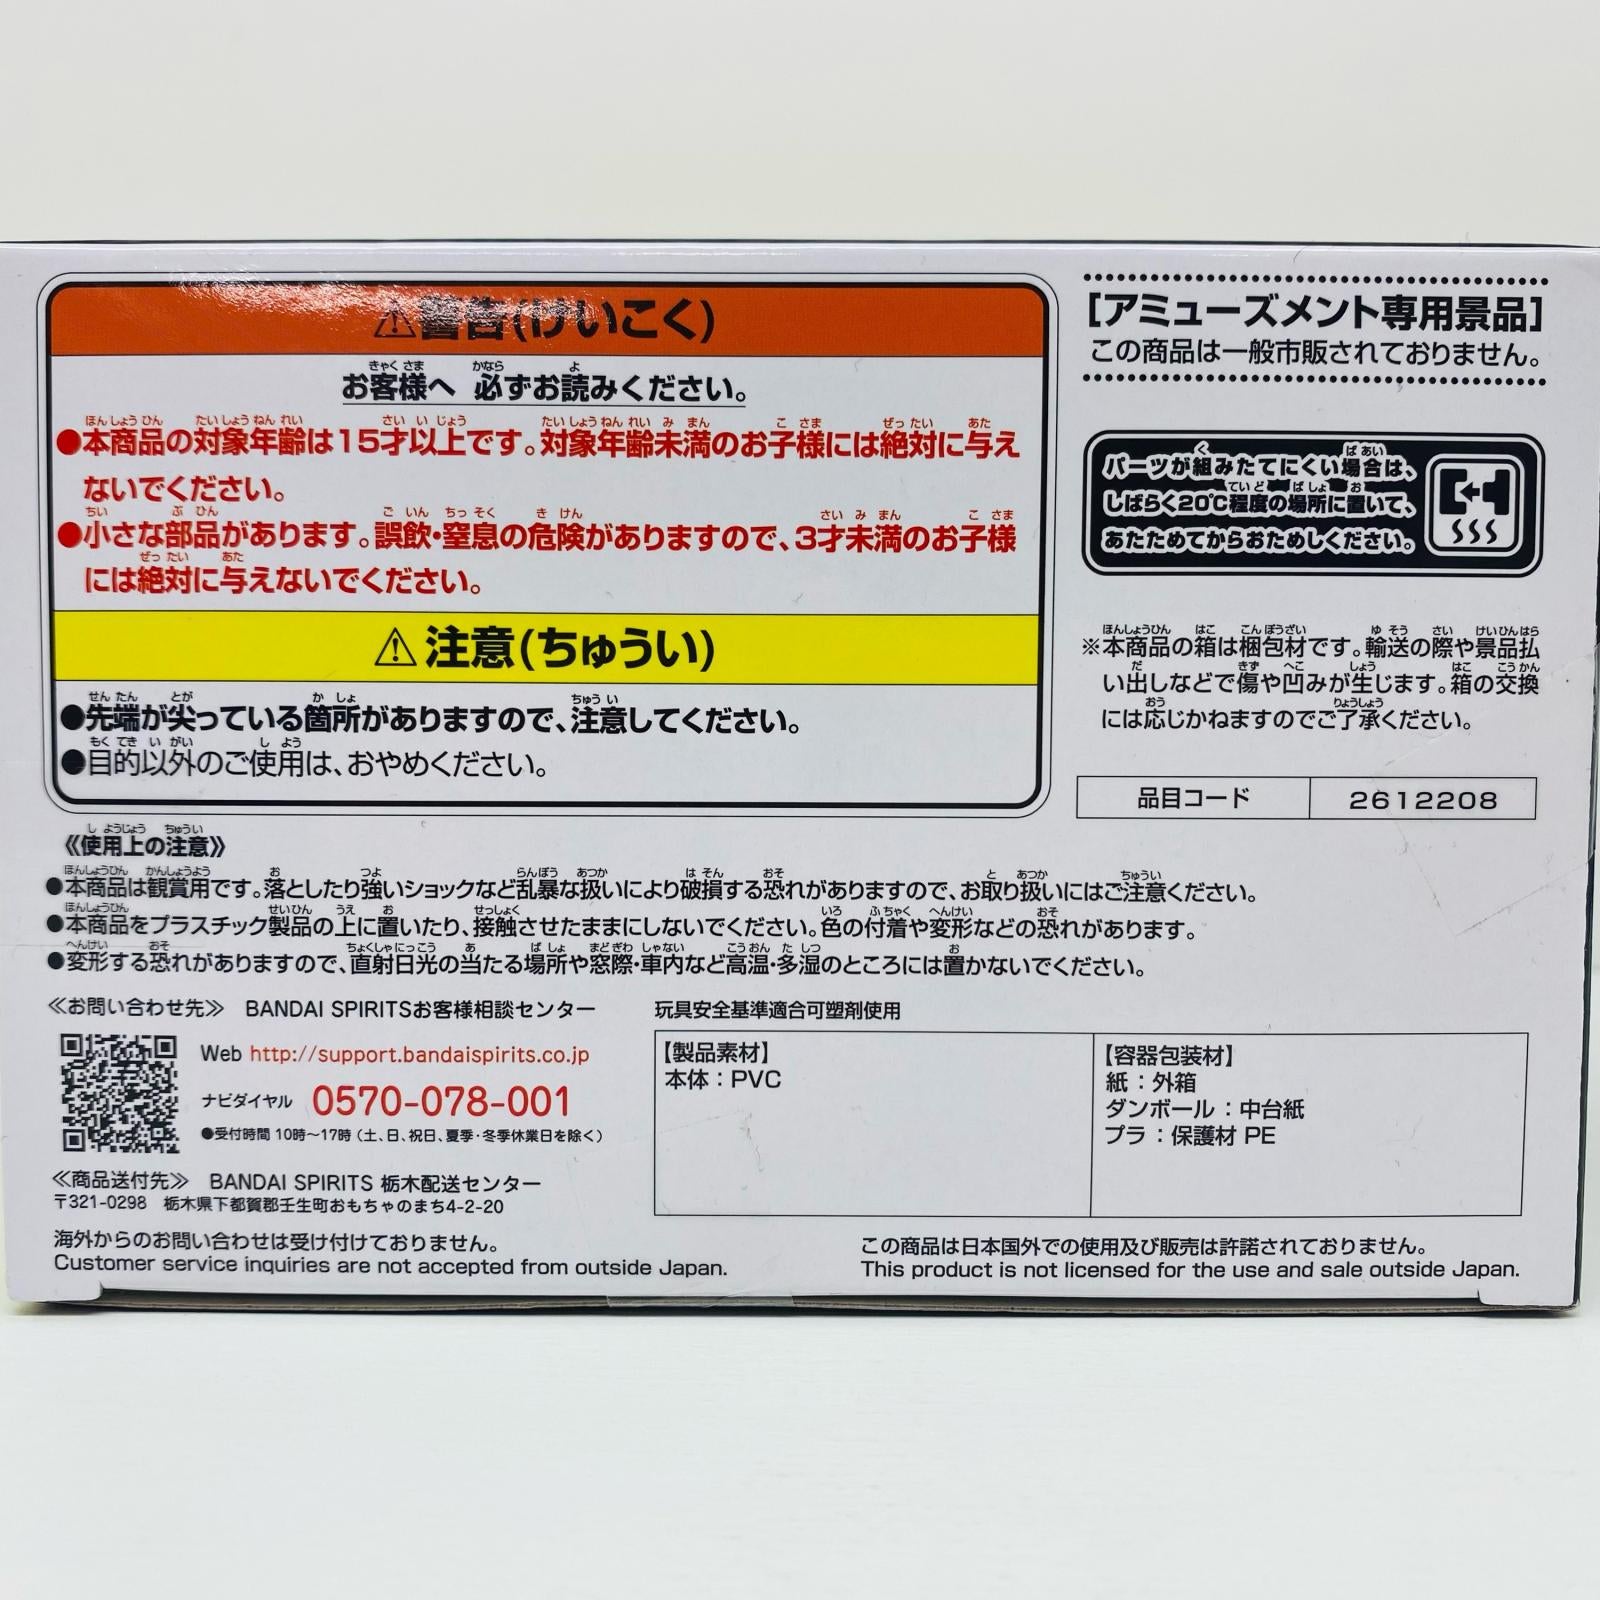 ⚠警告(けいこく)
お客様へ 必ずお読みください。
●本商品の対象年齢は15才以上です。対象年齢未満のお子様には絶対に与え
ないでください。
●小さな部品があります。誤飲・窒息の危険がありますので、3才未満のお子様
には絶対に与えないでください。
⚠注意(ちゅうい)
●先端が尖っている箇所がありますので、注意してください。
●目的以外のご使用は、おやめください。
[アミューズメント専用景品]
この商品は一般市販されておりません。
パーツが組みたてにくい場合は、
しばらく20℃程度の場所に置いて、
あたためてからおためしください。
※本商品の箱は梱包材です。輸送の際や景品払
い出しなどで傷や凹みが生じます。箱の交換
には応じかねますのでご了承ください。
品目コード 2612208
《使用上の注意》
●本商品は観賞用です。落としたり強いショックなど乱暴な扱いにより破損する恐れがありますので、お取り扱いにはご注意ください。
●本商品をプラスチック製品の上に置いたり、接触させたままにしないでください。色の付着や変形などの恐れがあります。
●変形する恐れがありますので、直射日光の当たる場所や窓際・車内など高温・多湿のところには置かないでください。
≪お問い合わせ先≫ BANDAI SPIRITSお客様相談センター
Web http://support.bandaispirits.co.jp
ナビダイヤル 0570-078-001
●受付時間 10時〜17時(土、日、祝日、夏季・冬季休業日を除く)
≪商品送付先≫ BANDAI SPIRITS 栃木配送センター
〒321-0298 栃木県下都賀郡壬生町おもちゃのまち4-2-20
海外からのお問い合わせは受け付けておりません。
Customer service inquiries are not accepted from outside Japan.
玩具安全基準適合可塑剤使用
【製品素材】
本体：PVC
【容器包装材】
紙：外箱
ダンボール：中台紙
プラ：保護材 PE
この商品は日本国外での使用及び販売は許諾されておりません。
This product is not licensed for the use and sale outside Japan.